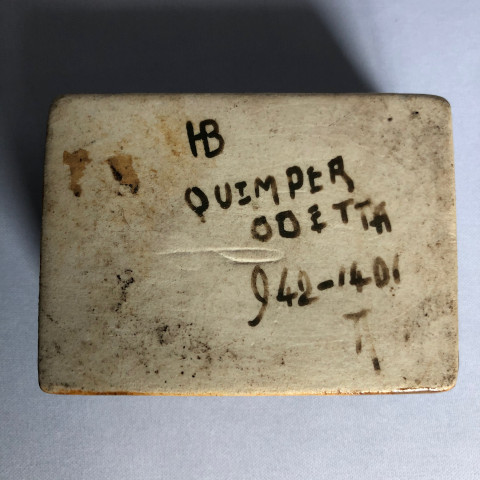 HB
QUIMPER
ODETTA
942-1401